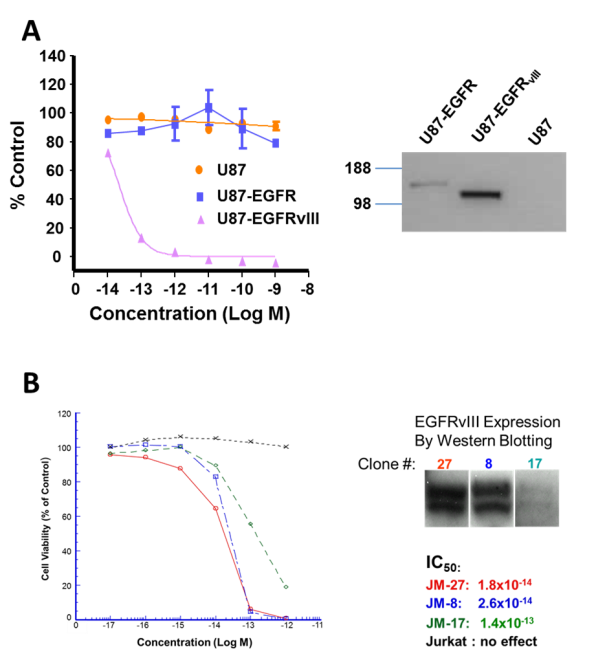 A
140
120
100
80
60
40
20
0
% Control
U87
U87-EGFR
U87-EGFRvIII
0 -14 -13 -12 -11 -10 -9 -8
Concentration (Log M)
U87-EGFR
U87-EGFRvIII
U87
188
98
B
120
100
80
60
40
20
0
Cell Viability (% of Control)
-17 -16 -15 -14 -13 -12 -11
Concentration (Log M)
EGFRvIII Expression
By Western Blotting
Clone #: 27 8 17
IC50:
JM-27: 1.8x10-14
JM-8: 2.6x10-14
JM-17: 1.4x10-13
Jurkat : no effect